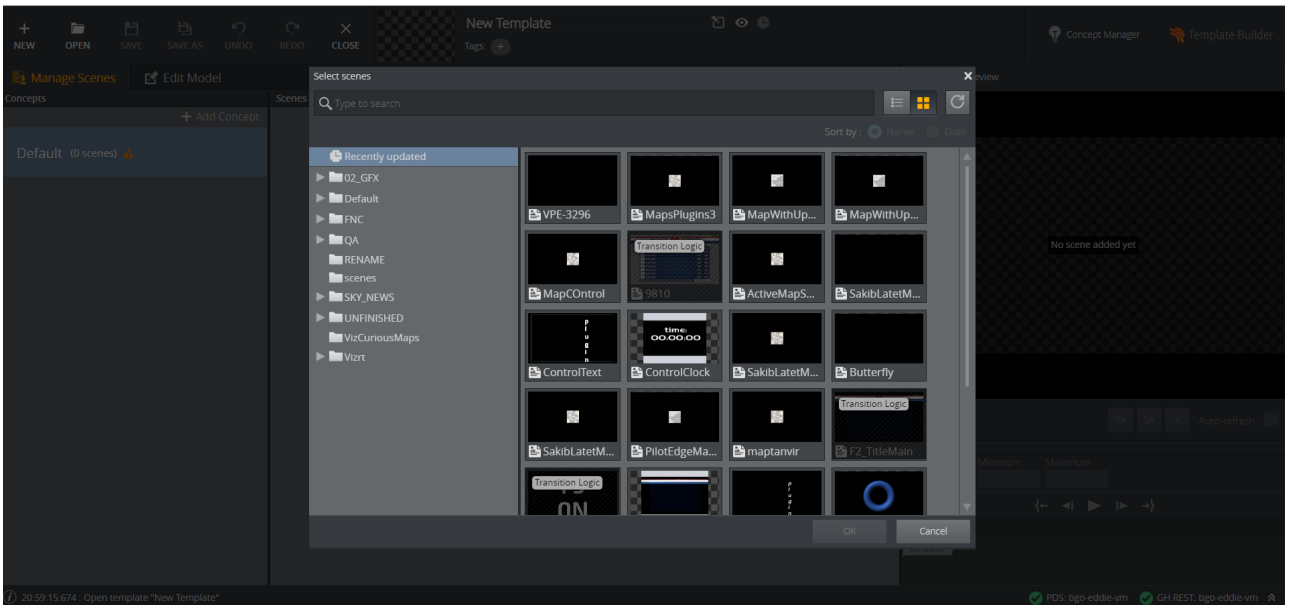 NEW OPEN SAVE SAVE AS UNDO REDO CLOSE
New Template
Tags:
Concept Manager
Template Builder
Manage Scenes Edit Model
Concepts
+ Add Concept
Default (0 scenes)
Scenes
Select scenes
Type to search
Sort by: Name Date
Recently updated
02_GFX
Default
FNC
QA
RENAME
scenes
SKY_NEWS
UNFINISHED
VizCuriousMaps
Vizrt
VPE-3296 MapsPlugins3 MapWithUp... MapWithUp...
Transition Logic
MapCOntrol 9810 ActiveMapS... SakibLatetM...
plugin
time:
00:00:00
ControlText ControlClock SakibLatetM... Butterfly
Transition Logic
SakibLatetM... PilotEdgeMa... maptanvir F2_TitleMain
Transition Logic
ON
OK Cancel
No scene added yet
TA SA Auto-refresh
Minimum Maximum
20:59:15:674 : Open template "New Template"
PDS: bgo-eddie-vm GH REST: bgo-eddie-vm